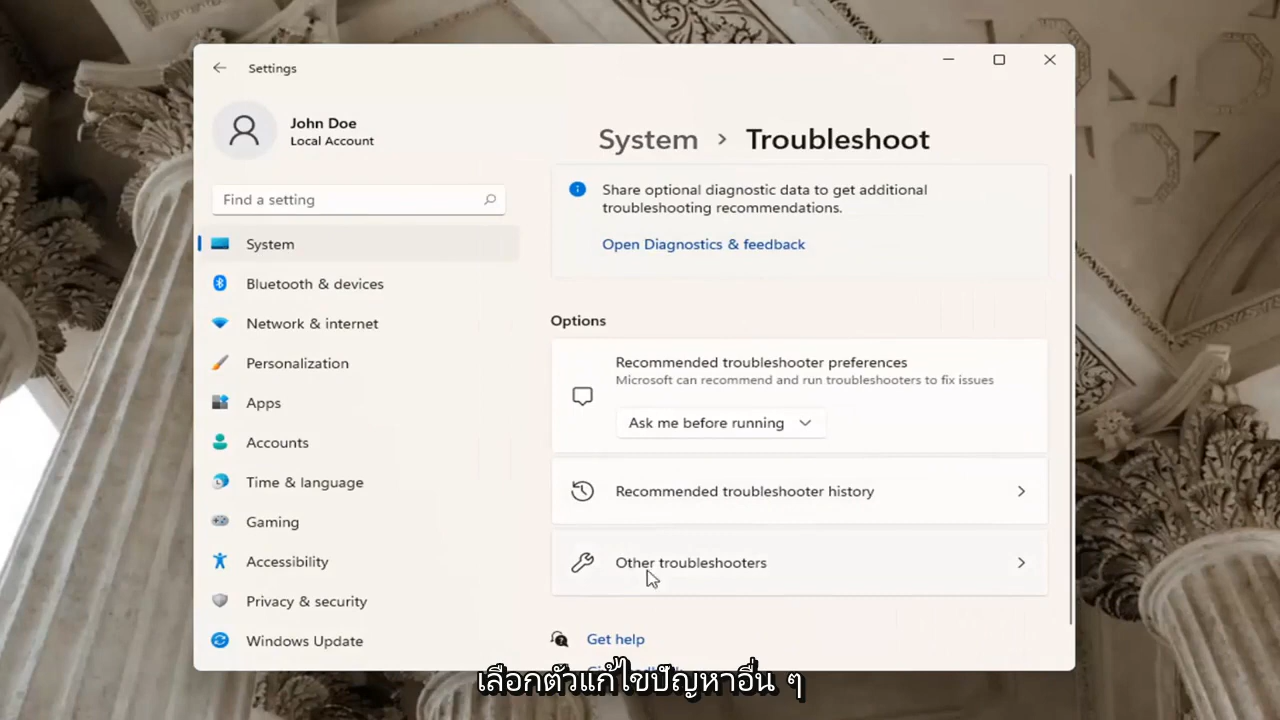 Settings
John Doe
Local Account
Find a setting
System
Bluetooth & devices
Network & internet
Personalization
Apps
Accounts
Time & language
Gaming
Accessibility
Privacy & security
Windows Update
System > Troubleshoot
Share optional diagnostic data to get additional
troubleshooting recommendations.
Open Diagnostics & feedback
Options
Recommended troubleshooter preferences
Microsoft can recommend and run troubleshooters to fix issues
Ask me before running
Recommended troubleshooter history
Other troubleshooters
Get help
เลือกตัวแก้ไขปัญหาอื่น ๆ